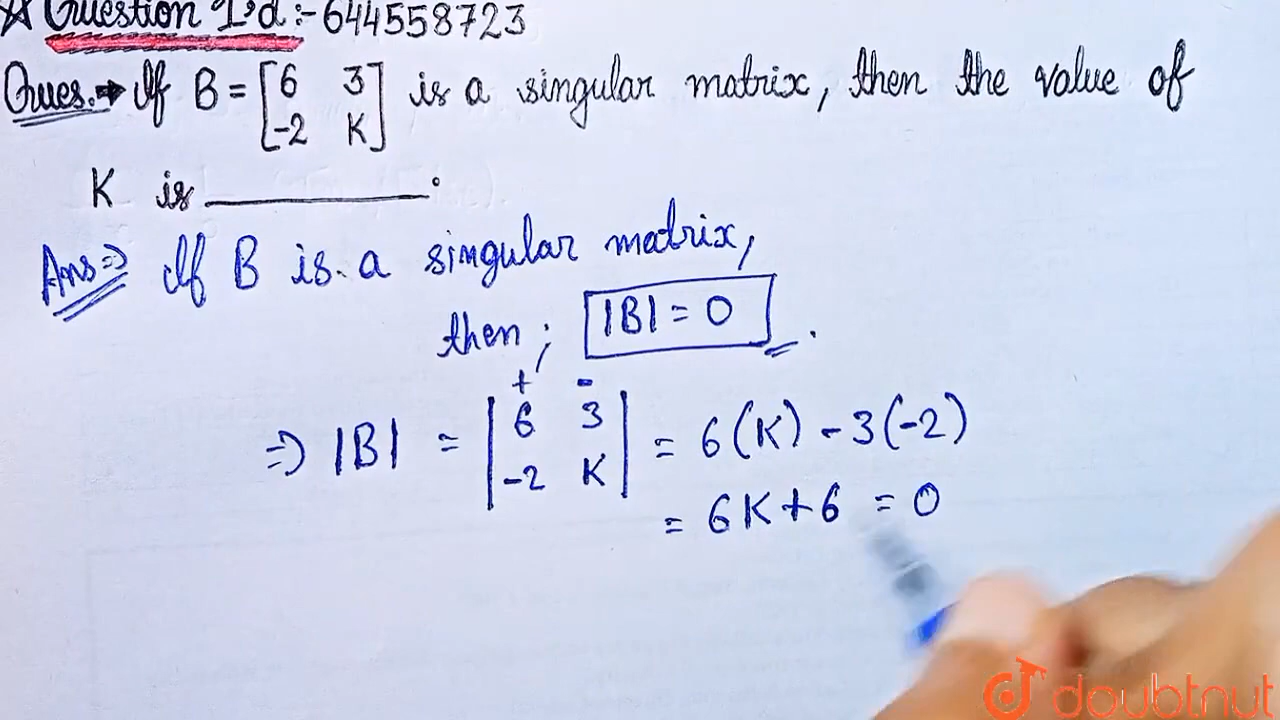 ☆ Question I'd :- 644558723
Ques. → If B = [6 3] is a singular matrix, then the value of
[-2 K]
K is ________.
Ans ⇒ If B is a singular matrix,
then ; |B| = 0.
+ -
⇒ |B| = |6 3| = 6(K) - 3(-2)
|-2 K|
= 6K + 6 = 0
doubtnut